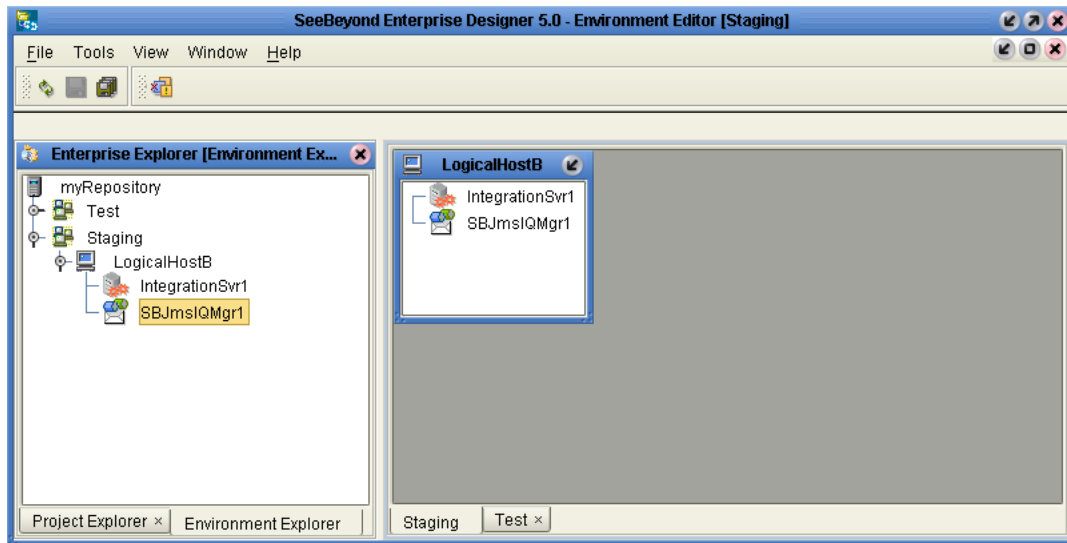 SeeBeyond Enterprise Designer 5.0 - Environment Editor [Staging]
File Tools View Window Help
Enterprise Explorer [Environment Ex...
myRepository
Test
Staging
LogicalHostB
IntegrationSvr1
SBJmsIQMgr1
Project Explorer × Environment Explorer
LogicalHostB
IntegrationSvr1
SBJmsIQMgr1
Staging Test ×